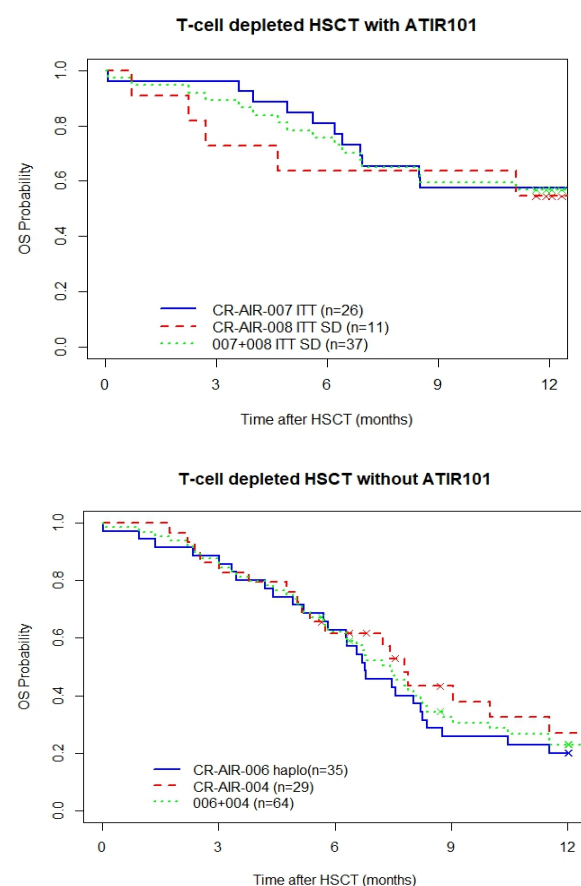 T-cell depleted HSCT with ATIR101
OS Probability
1.0
0.8
0.6
0.4
0.2
0.0
CR-AIR-007 ITT (n=26)
CR-AIR-008 ITT SD (n=11)
007+008 ITT SD (n=37)
0 3 6 9 12
Time after HSCT (months)
T-cell depleted HSCT without ATIR101
OS Probability
1.0
0.8
0.6
0.4
0.2
0.0
CR-AIR-006 haplo(n=35)
CR-AIR-004 (n=29)
006+004 (n=64)
0 3 6 9 12
Time after HSCT (months)